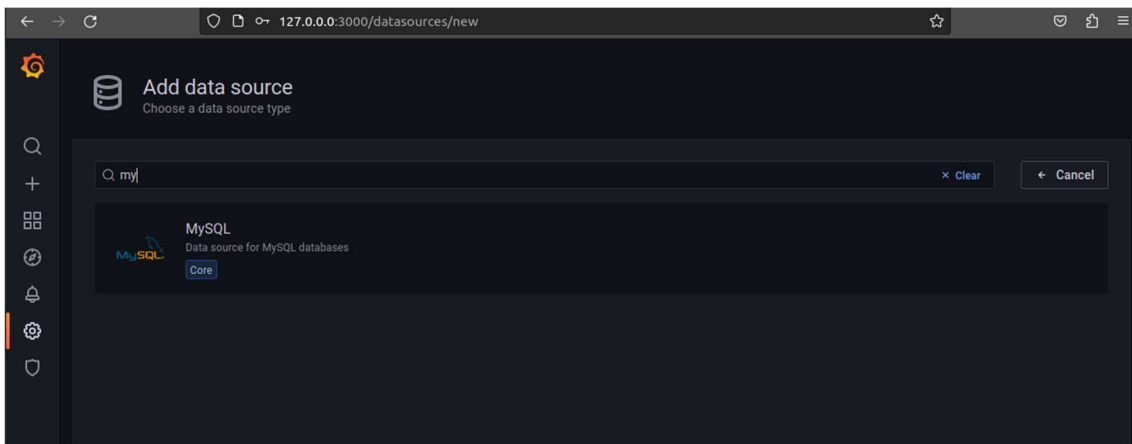 127.0.0.0:3000/datasources/new
Add data source
Choose a data source type
my
× Clear
← Cancel
MySQL
Data source for MySQL databases
MySQL.
Core